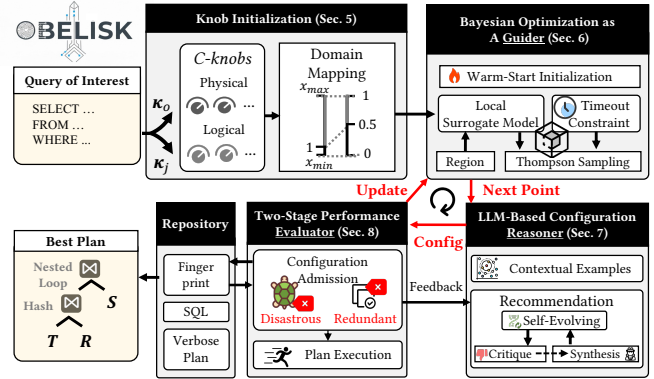 OBELISK
Query of Interest
SELECT ...
FROM ...
WHERE ...
κo
κj
Knob Initialization (Sec. 5)
C-knobs
Physical
...
Logical
...
Domain
Mapping
xmax
1
0.5
1
0
xmin
Bayesian Optimization as
A Guider (Sec. 6)
Warm-Start Initialization
Local
Surrogate Model
Timeout
Constraint
Region
Thompson Sampling
Update
Next Point
Config
Best Plan
Nested
Loop
S
Hash
T R
Repository
Finger
print
SQL
Verbose
Plan
Two-Stage Performance
Evaluator (Sec. 8)
Configuration
Admission
Disastrous
Redundant
Plan Execution
Feedback
LLM-Based Configuration
Reasoner (Sec. 7)
Contextual Examples
Recommendation
Self-Evolving
Critique
Synthesis